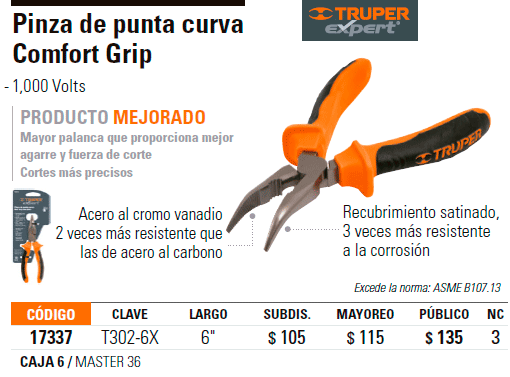 Pinza de punta curva
Comfort Grip
TRUPER
expert®
- 1,000 Volts
PRODUCTO MEJORADO
Mayor palanca que proporciona mejor
agarre y fuerza de corte
Cortes más precisos
TRUPER
TRUPER
expert
Acero al cromo vanadio
2 veces más resistente que
las de acero al carbono
Recubrimiento satinado,
3 veces más resistente
a la corrosión
Excede la norma: ASME B107.13
CÓDIGO CLAVE LARGO SUBDIS. MAYOREO PÚBLICO NC
17337 T302-6X 6" $ 105 $ 115 $ 135 3
CAJA 6 / MASTER 36